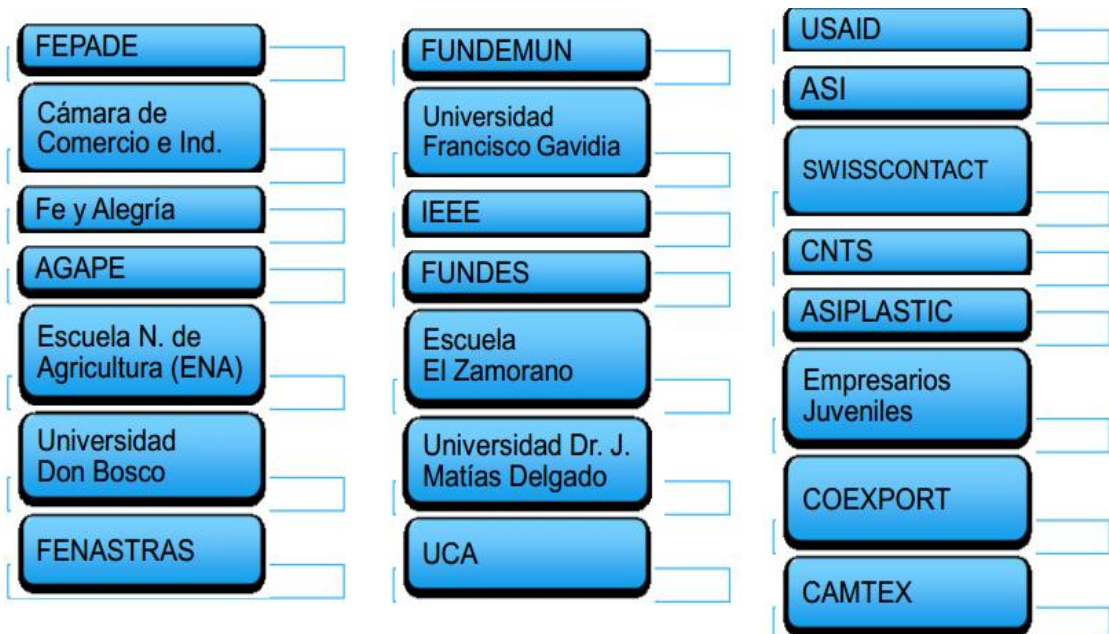 FEPADE
Cámara de
Comercio e Ind.
Fe y Alegría
AGAPE
Escuela N. de
Agricultura (ENA)
Universidad
Don Bosco
FENASTRAS
FUNDEMUN
Universidad
Francisco Gavidia
IEEE
FUNDES
Escuela
El Zamorano
Universidad Dr. J.
Matías Delgado
UCA
USAID
ASI
SWISSCONTACT
CNTS
ASIPLASTIC
Empresarios
Juveniles
COEXPORT
CAMTEX